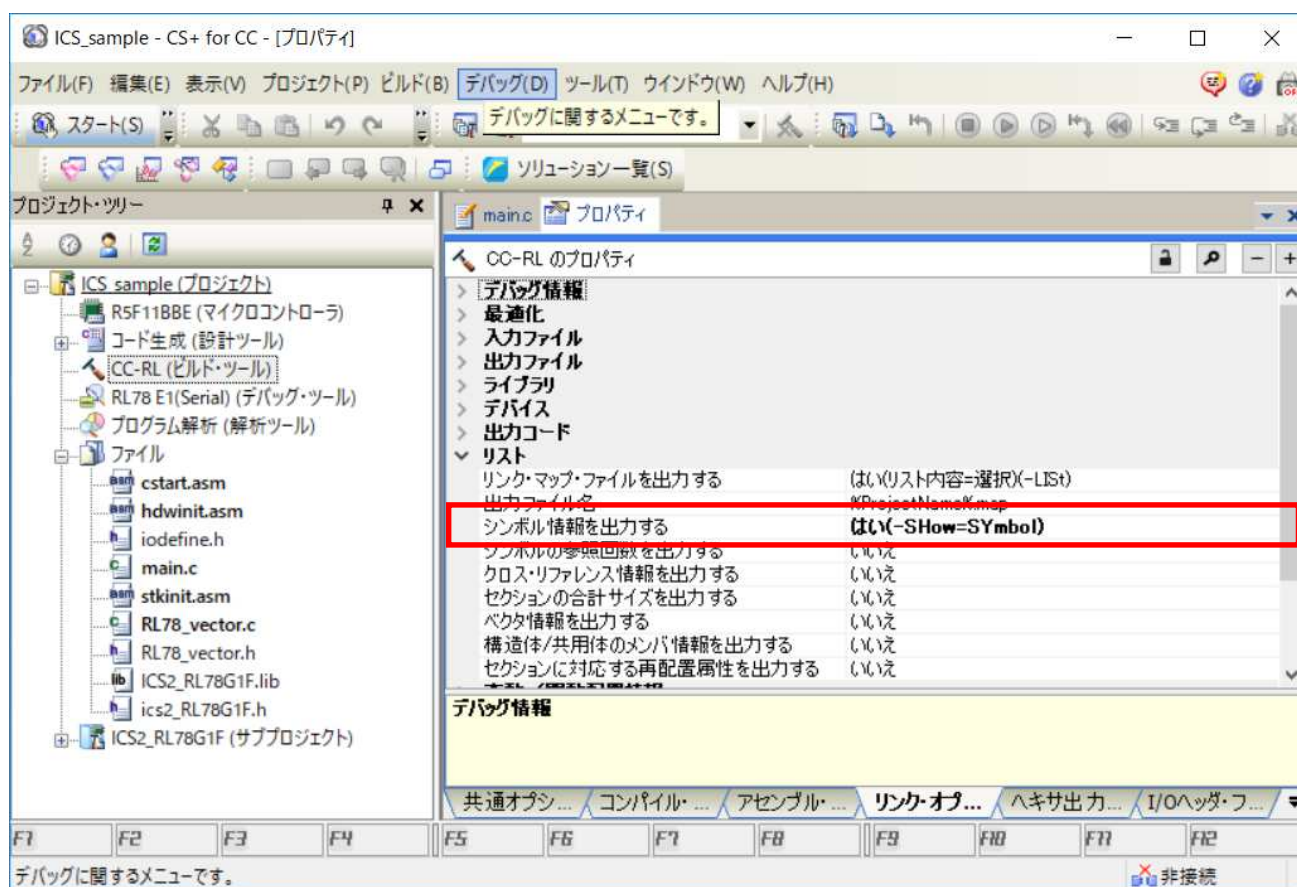 ICS_sample - CS+ for CC - [プロパティ]
ファイル(F) 編集(E) 表示(V) プロジェクト(P) ビルド(B) デバッグ(D) ツール(T) ウインドウ(W) ヘルプ(H)
スタート(S)
デバッグに関するメニューです。
ソリューション一覧(S)
プロジェクト・ツリー
main.c プロパティ
CC-RL のプロパティ
ICS_sample (プロジェクト)
R5F11BBE (マイクロコントローラ)
コード生成 (設計ツール)
CC-RL (ビルド・ツール)
RL78 E1(Serial) (デバッグ・ツール)
プログラム解析 (解析ツール)
ファイル
cstart.asm
hdwinit.asm
iodefine.h
main.c
stkinit.asm
RL78_vector.c
RL78_vector.h
ICS2_RL78G1F.lib
ics2_RL78G1F.h
ICS2_RL78G1F (サブプロジェクト)
デバッグ情報
最適化
入力ファイル
出力ファイル
ライブラリ
デバイス
出力コード
リスト
リンク・マップ・ファイルを出力する はい(リスト内容=選択)(-LISt)
出力ファイル名 %ProjectName%.map
シンボル情報を出力する はい(-SHow=SYmbol)
シンボルの参照回数を出力する いいえ
クロス・リファレンス情報を出力する いいえ
セクションの合計サイズを出力する いいえ
ベクタ情報を出力する いいえ
構造体/共用体のメンバ情報を出力する いいえ
セクションに対応する再配置属性を出力する いいえ
デバッグ情報
共通オプシ... コンパイル・ ... アセンブル・ ... リンク・オプ... ヘキサ出力... I/Oヘッダ・フ...
F1 F2 F3 F4 F5 F6 F7 F8 F9 F10 F11 F12
デバッグに関するメニューです。 非接続